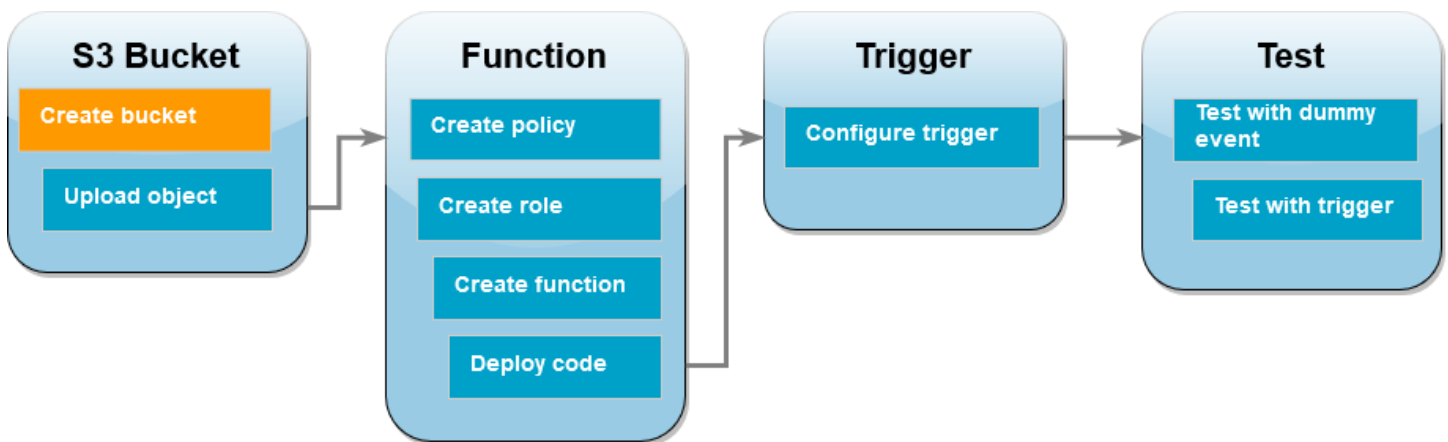 S3 Bucket
Create bucket
Upload object
Function
Create policy
Create role
Create function
Deploy code
Trigger
Configure trigger
Test
Test with dummy
event
Test with trigger